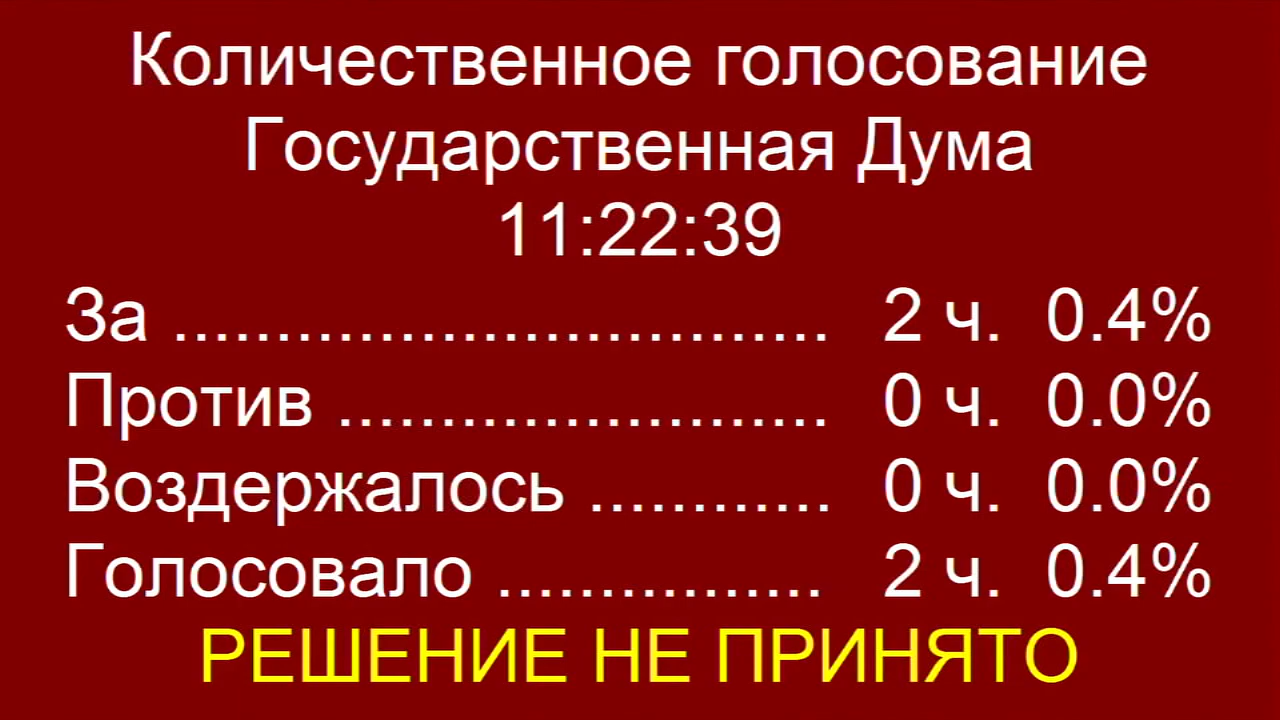 Количественное голосование
Государственная Дума
11:22:39
За ................................ 2 ч. 0.4%
Против ........................ 0 ч. 0.0%
Воздержалось ............ 0 ч. 0.0%
Голосовало ................ 2 ч. 0.4%
РЕШЕНИЕ НЕ ПРИНЯТО